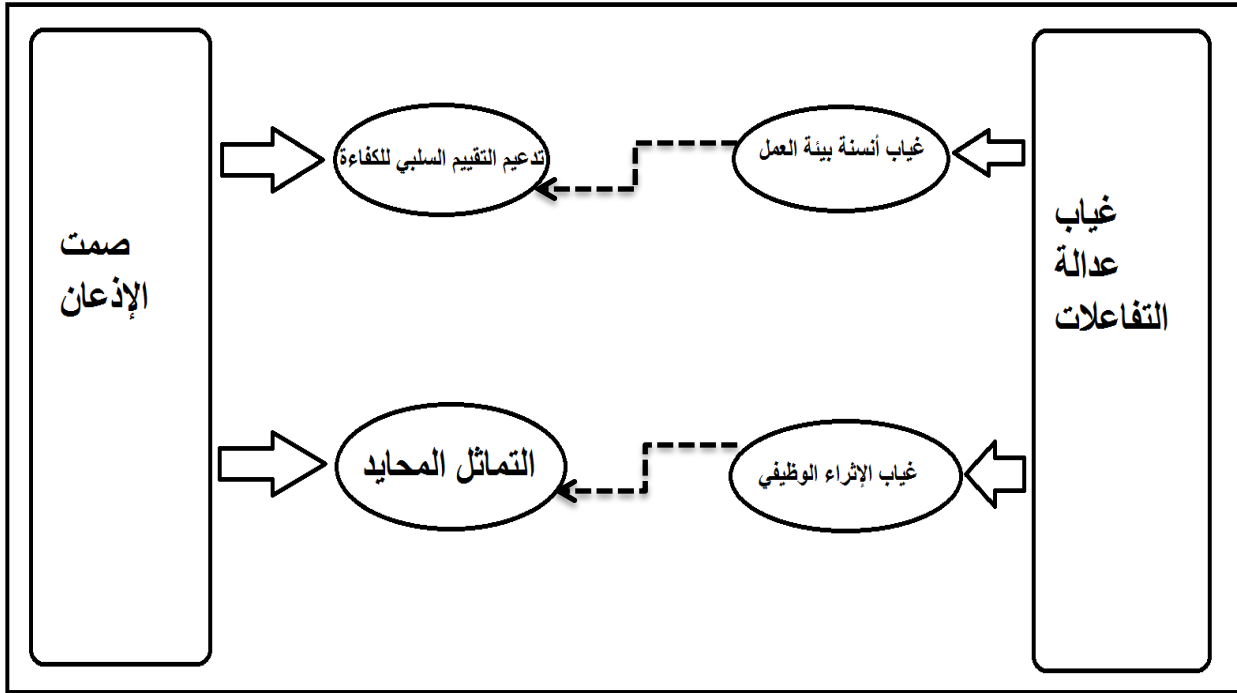 غياب
عدالة
التفاعلات
غياب أنسنة بيئة العمل
تدعيم التقييم السلبي للكفاءة
غياب الإثراء الوظيفي
التماثل المحايد
صمت
الإذعان